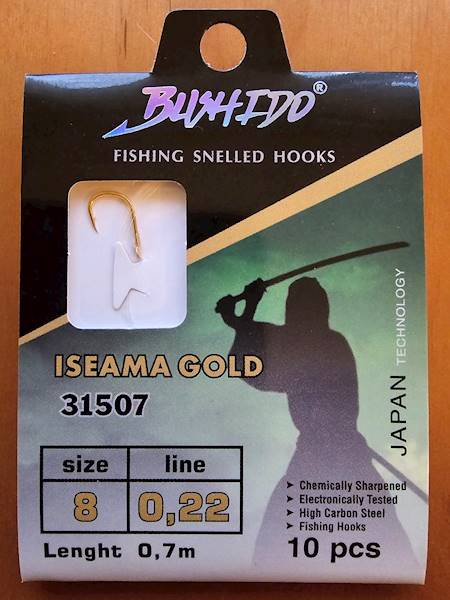 BUSHIDO®
FISHING SNELLED HOOKS
ISEAMA GOLD
31507
size line
8 0,22
Lenght 0,7m
JAPAN TECHNOLOGY
Chemically Sharpened
Electronically Tested
High Carbon Steel
Fishing Hooks
10 pcs